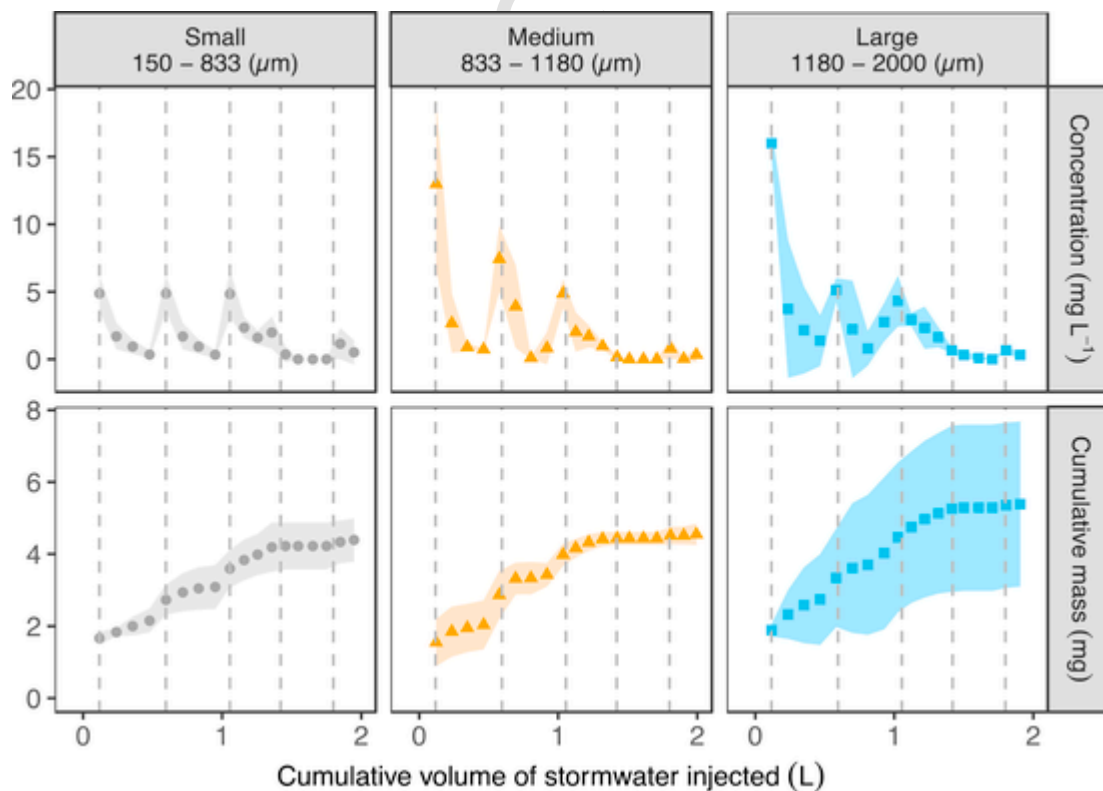 Small
150 – 833 (µm)
Medium
833 – 1180 (µm)
Large
1180 – 2000 (µm)
20
15
10
5
0
Concentration (mg L⁻¹)
8
6
4
2
0
Cumulative mass (mg)
0 1 2
0 1 2
0 1 2
Cumulative volume of stormwater injected (L)